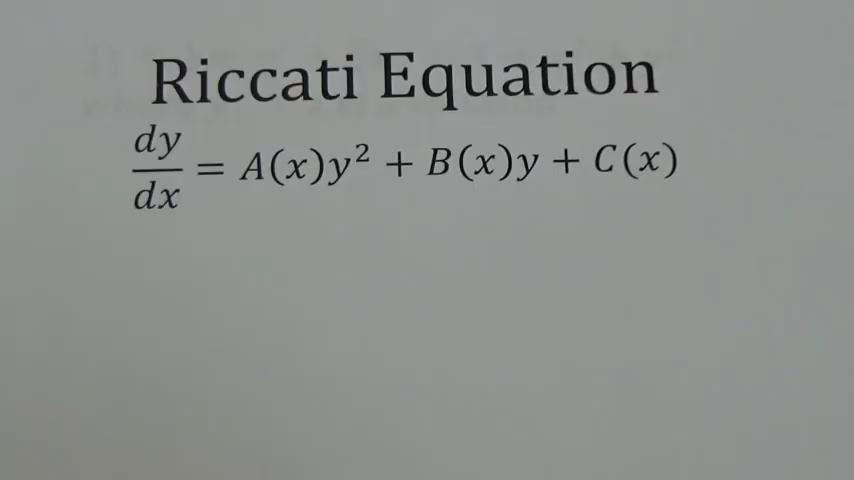 Riccati Equation
dy/dx = A(x)y² + B(x)y + C(x)